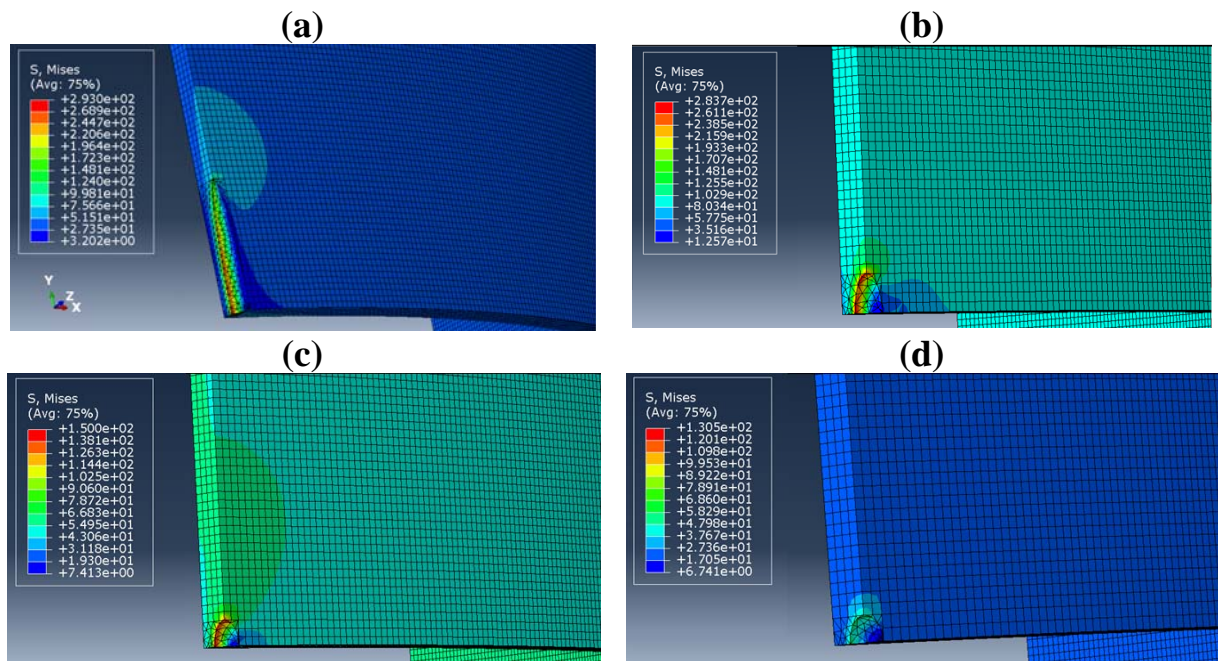 (a)
S, Mises
(Avg: 75%)
+2.930e+02
+2.689e+02
+2.447e+02
+2.206e+02
+1.964e+02
+1.723e+02
+1.481e+02
+1.240e+02
+9.981e+01
+7.566e+01
+5.151e+01
+2.735e+01
+3.202e+00
Y
Z
X
(b)
S, Mises
(Avg: 75%)
+2.837e+02
+2.611e+02
+2.385e+02
+2.159e+02
+1.933e+02
+1.707e+02
+1.481e+02
+1.255e+02
+1.029e+02
+8.034e+01
+5.775e+01
+3.516e+01
+1.257e+01
(c)
S, Mises
(Avg: 75%)
+1.500e+02
+1.381e+02
+1.263e+02
+1.144e+02
+1.025e+02
+9.060e+01
+7.872e+01
+6.683e+01
+5.495e+01
+4.306e+01
+3.118e+01
+1.930e+01
+7.413e+00
(d)
S, Mises
(Avg: 75%)
+1.305e+02
+1.201e+02
+1.098e+02
+9.953e+01
+8.922e+01
+7.891e+01
+6.860e+01
+5.829e+01
+4.798e+01
+3.767e+01
+2.736e+01
+1.705e+01
+6.741e+00